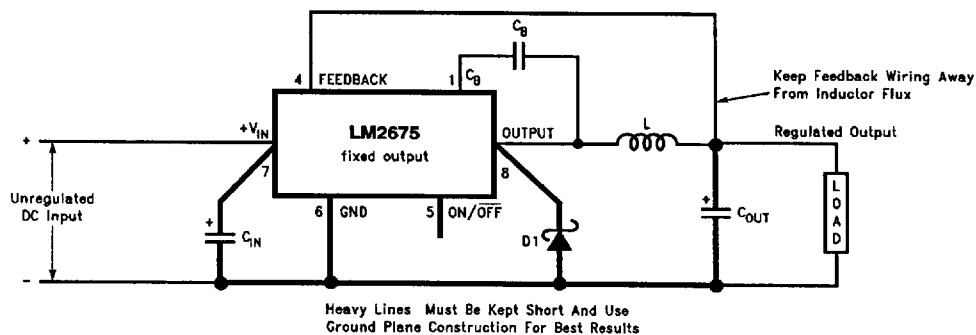 C_B
4 FEEDBACK
1 C_B
Keep Feedback Wiring Away
From Inductor Flux
+V_IN
LM2675
fixed output
OUTPUT
L
Regulated Output
+
7
8
Unregulated
DC Input
6 GND
5 ON/O̅F̅F̅
+
C_IN
D1
+
C_OUT
LOAD
-
Heavy Lines Must Be Kept Short And Use
Ground Plane Construction For Best Results